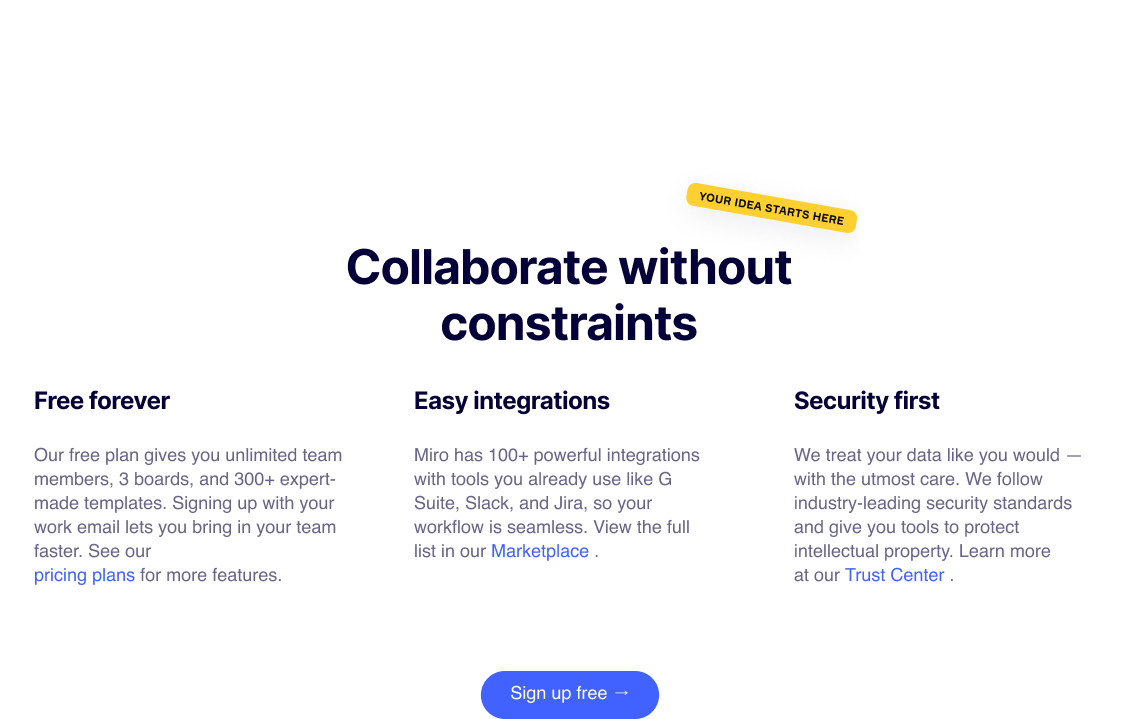 YOUR IDEA STARTS HERE
Collaborate without
constraints
Free forever
Our free plan gives you unlimited team
members, 3 boards, and 300+ expert-
made templates. Signing up with your
work email lets you bring in your team
faster. See our
pricing plans for more features.
Easy integrations
Miro has 100+ powerful integrations
with tools you already use like G
Suite, Slack, and Jira, so your
workflow is seamless. View the full
list in our Marketplace .
Security first
We treat your data like you would —
with the utmost care. We follow
industry-leading security standards
and give you tools to protect
intellectual property. Learn more
at our Trust Center .
Sign up free →